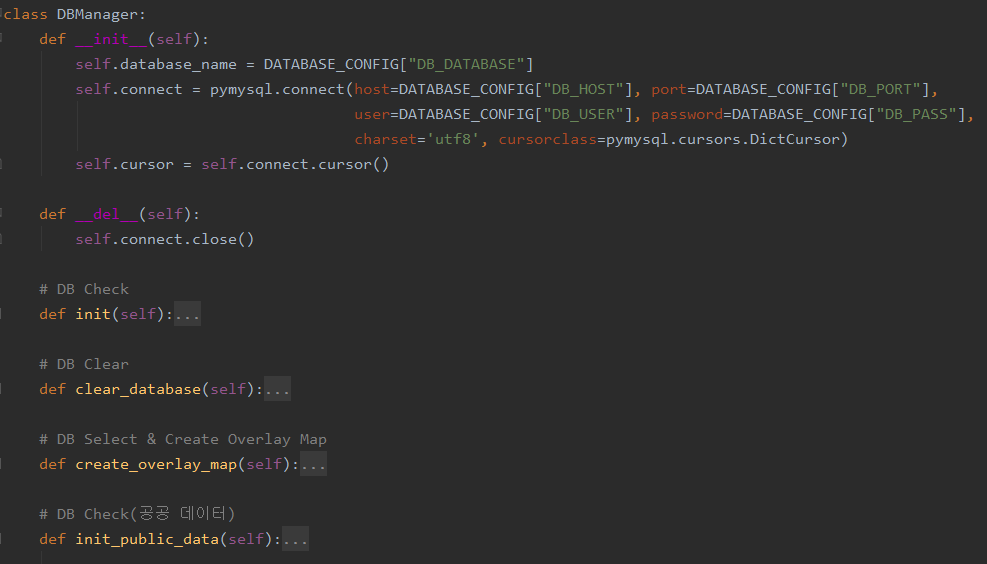 class DBManager:
    def __init__(self):
        self.database_name = DATABASE_CONFIG["DB_DATABASE"]
        self.connect = pymysql.connect(host=DATABASE_CONFIG["DB_HOST"], port=DATABASE_CONFIG["DB_PORT"],
                                       user=DATABASE_CONFIG["DB_USER"], password=DATABASE_CONFIG["DB_PASS"],
                                       charset='utf8', cursorclass=pymysql.cursors.DictCursor)
        self.cursor = self.connect.cursor()

    def __del__(self):
        self.connect.close()

    # DB Check
    def init(self):...

    # DB Clear
    def clear_database(self):...

    # DB Select & Create Overlay Map
    def create_overlay_map(self):...

    # DB Check(공공 데이터)
    def init_public_data(self):...